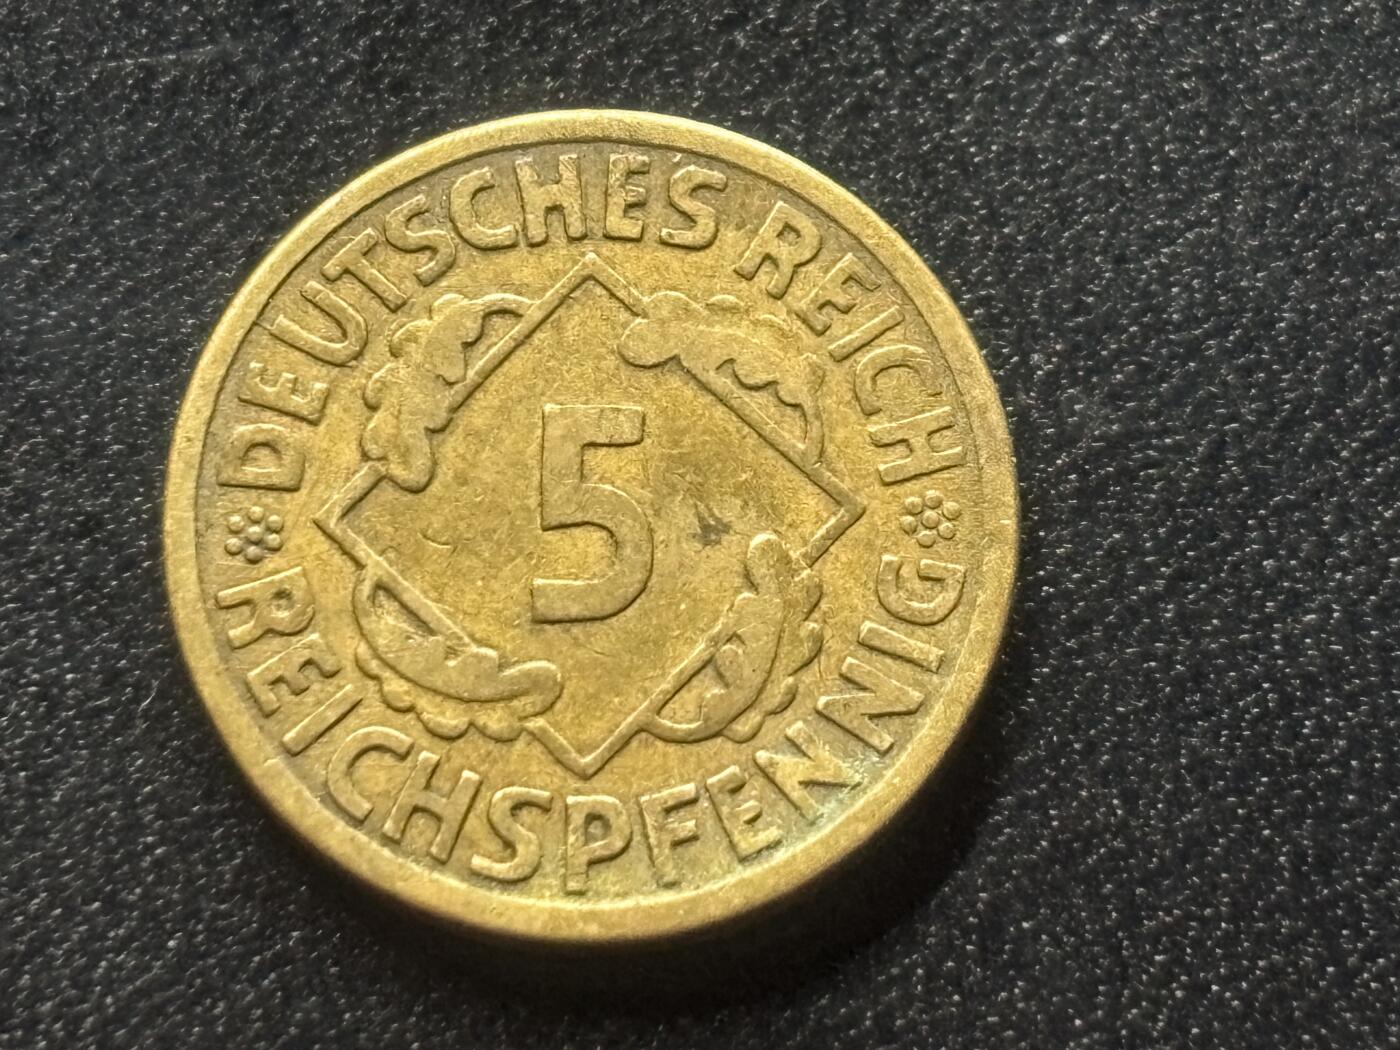 DEUTSCHES REICH
5
REICHSPFENNIG